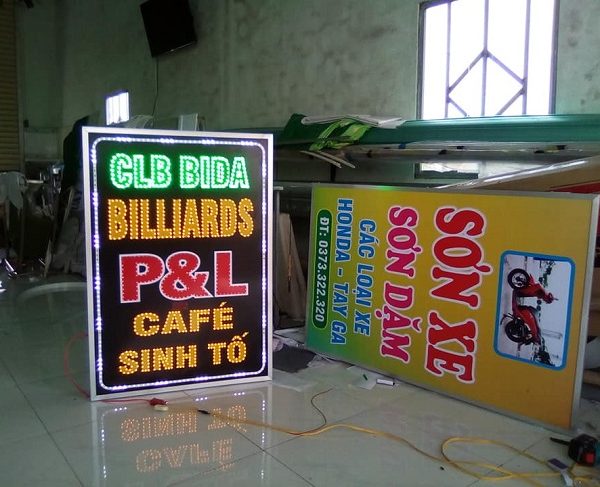 CLB BIDA
BILLIARDS
P&L
CAFÉ
SINH TỐ
SƠN XE
SƠN DẶM
CÁC LOẠI XE
HONDA - TAY GA
ĐT: 0373.322.320